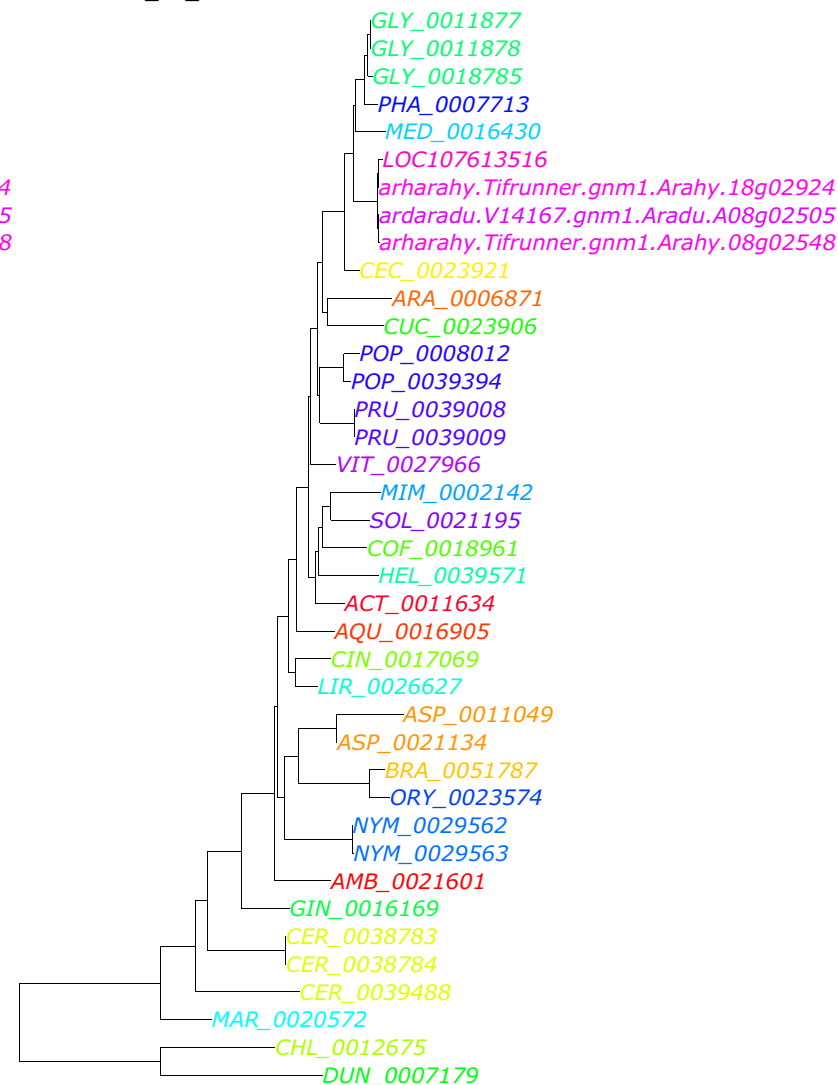 GLY_0011877
GLY_0011878
GLY_0018785
PHA_0007713
MED_0016430
LOC107613516
4 arharahy.Tifrunner.gnm1.Arahy.18g02924
5 ardaradu.V14167.gnm1.Aradu.A08g02505
8 arharahy.Tifrunner.gnm1.Arahy.08g02548
CEC_0023921
ARA_0006871
CUC_0023906
POP_0008012
POP_0039394
PRU_0039008
PRU_0039009
VIT_0027966
MIM_0002142
SOL_0021195
COF_0018961
HEL_0039571
ACT_0011634
AQU_0016905
CIN_0017069
LIR_0026627
ASP_0011049
ASP_0021134
BRA_0051787
ORY_0023574
NYM_0029562
NYM_0029563
AMB_0021601
GIN_0016169
CER_0038783
CER_0038784
CER_0039488
MAR_0020572
CHL_0012675
DUN_0007179